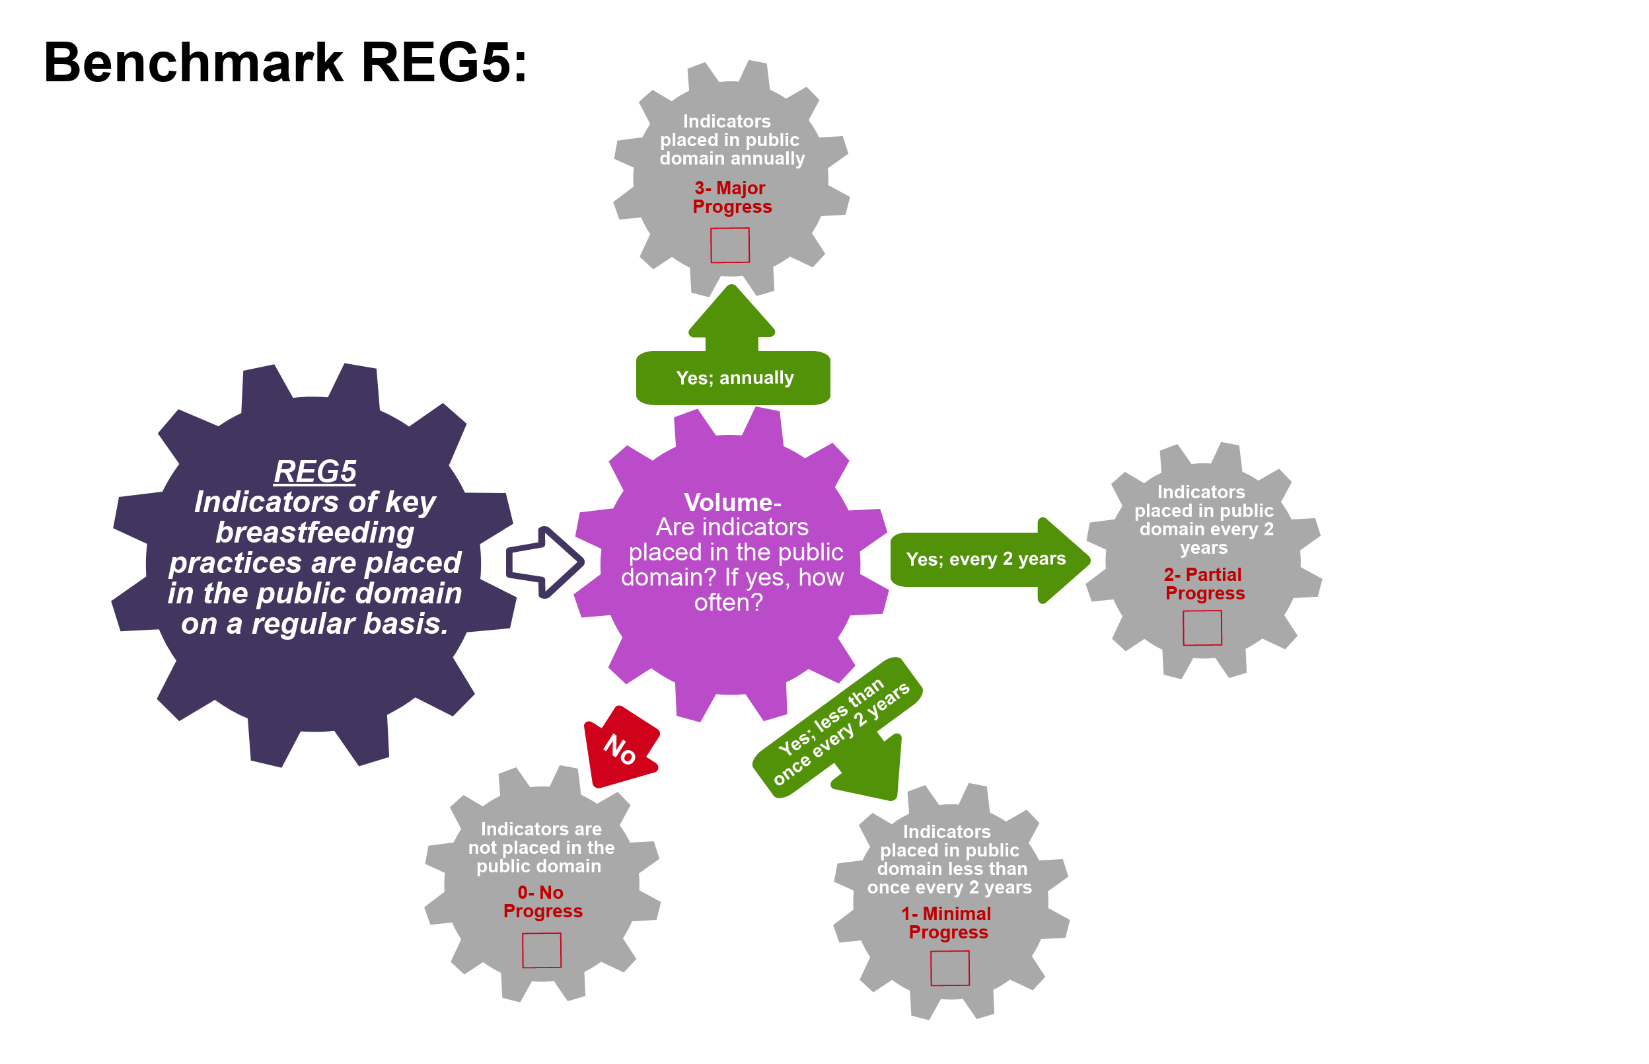 Benchmark REG5:
Indicators
placed in public
domain annually
3- Major
Progress
Yes; annually
REG5
Indicators of key
breastfeeding
practices are placed
in the public domain
on a regular basis.
Volume-
Are indicators
placed in the public
domain? If yes, how
often?
Yes; every 2 years
Indicators
placed in public
domain every 2
years
2- Partial
Progress
Yes; less than
once every 2 years
No
Indicators are
not placed in the
public domain
0- No
Progress
Indicators
placed in public
domain less than
once every 2 years
1- Minimal
Progress